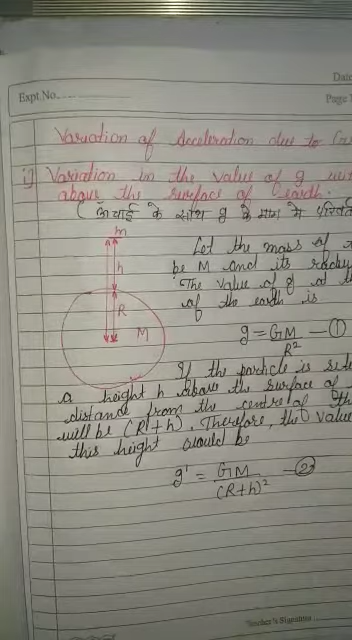 Date
Expt.No.
Page
Variation of Acceleration due to
i) Variation in the value of g
above the surface of earth.
(ऊंचाई के साथ g के मान में
m
h
R
M
Let the mass of
be M and its
The value of g at
of the earth is
g = GM/R² — ①
If the particle is
a height h above the surface of
distance from the centre of
will be (R+h). Therefore, the value
this height would be
g' = GM/(R+h)² — ②
Teacher's Signature